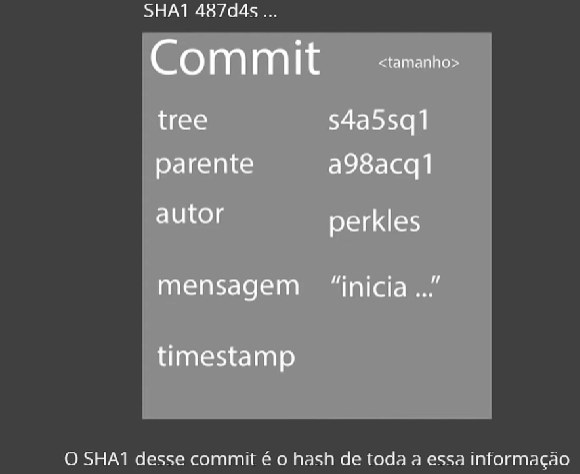 SHA1 487d4s ...
Commit <tamanho>
tree s4a5sq1
parente a98acq1
autor perkles
mensagem “inicia ...”
timestamp
O SHA1 desse commit é o hash de toda a essa informação